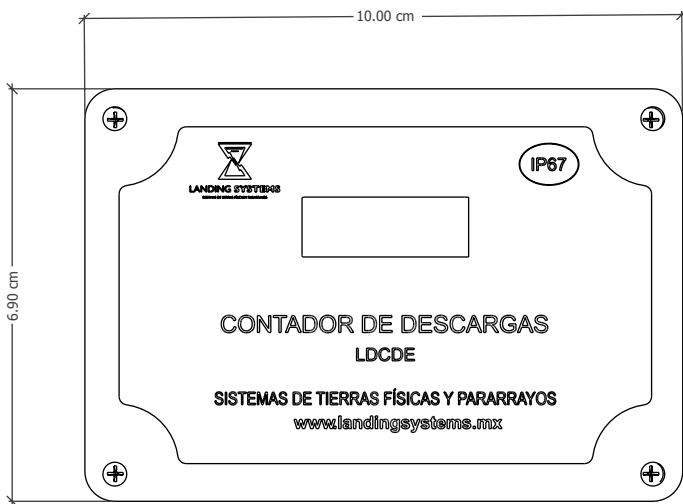 10.00 cm
6.90 cm
LANDING SYSTEMS
IP67
CONTADOR DE DESCARGAS
LDCDE
SISTEMAS DE TIERRAS FÍSICAS Y PARARRAYOS
www.landingsystems.mx